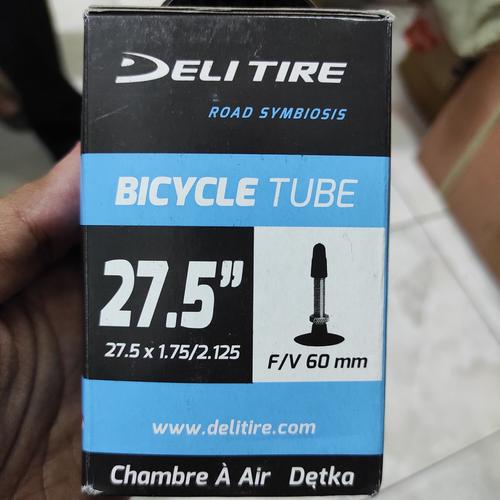 DELI TIRE
ROAD SYMBIOSIS
BICYCLE TUBE
27.5"
27.5 x 1.75/2.125
F/V 60 mm
www.delitire.com
Chambre À Air Dętka